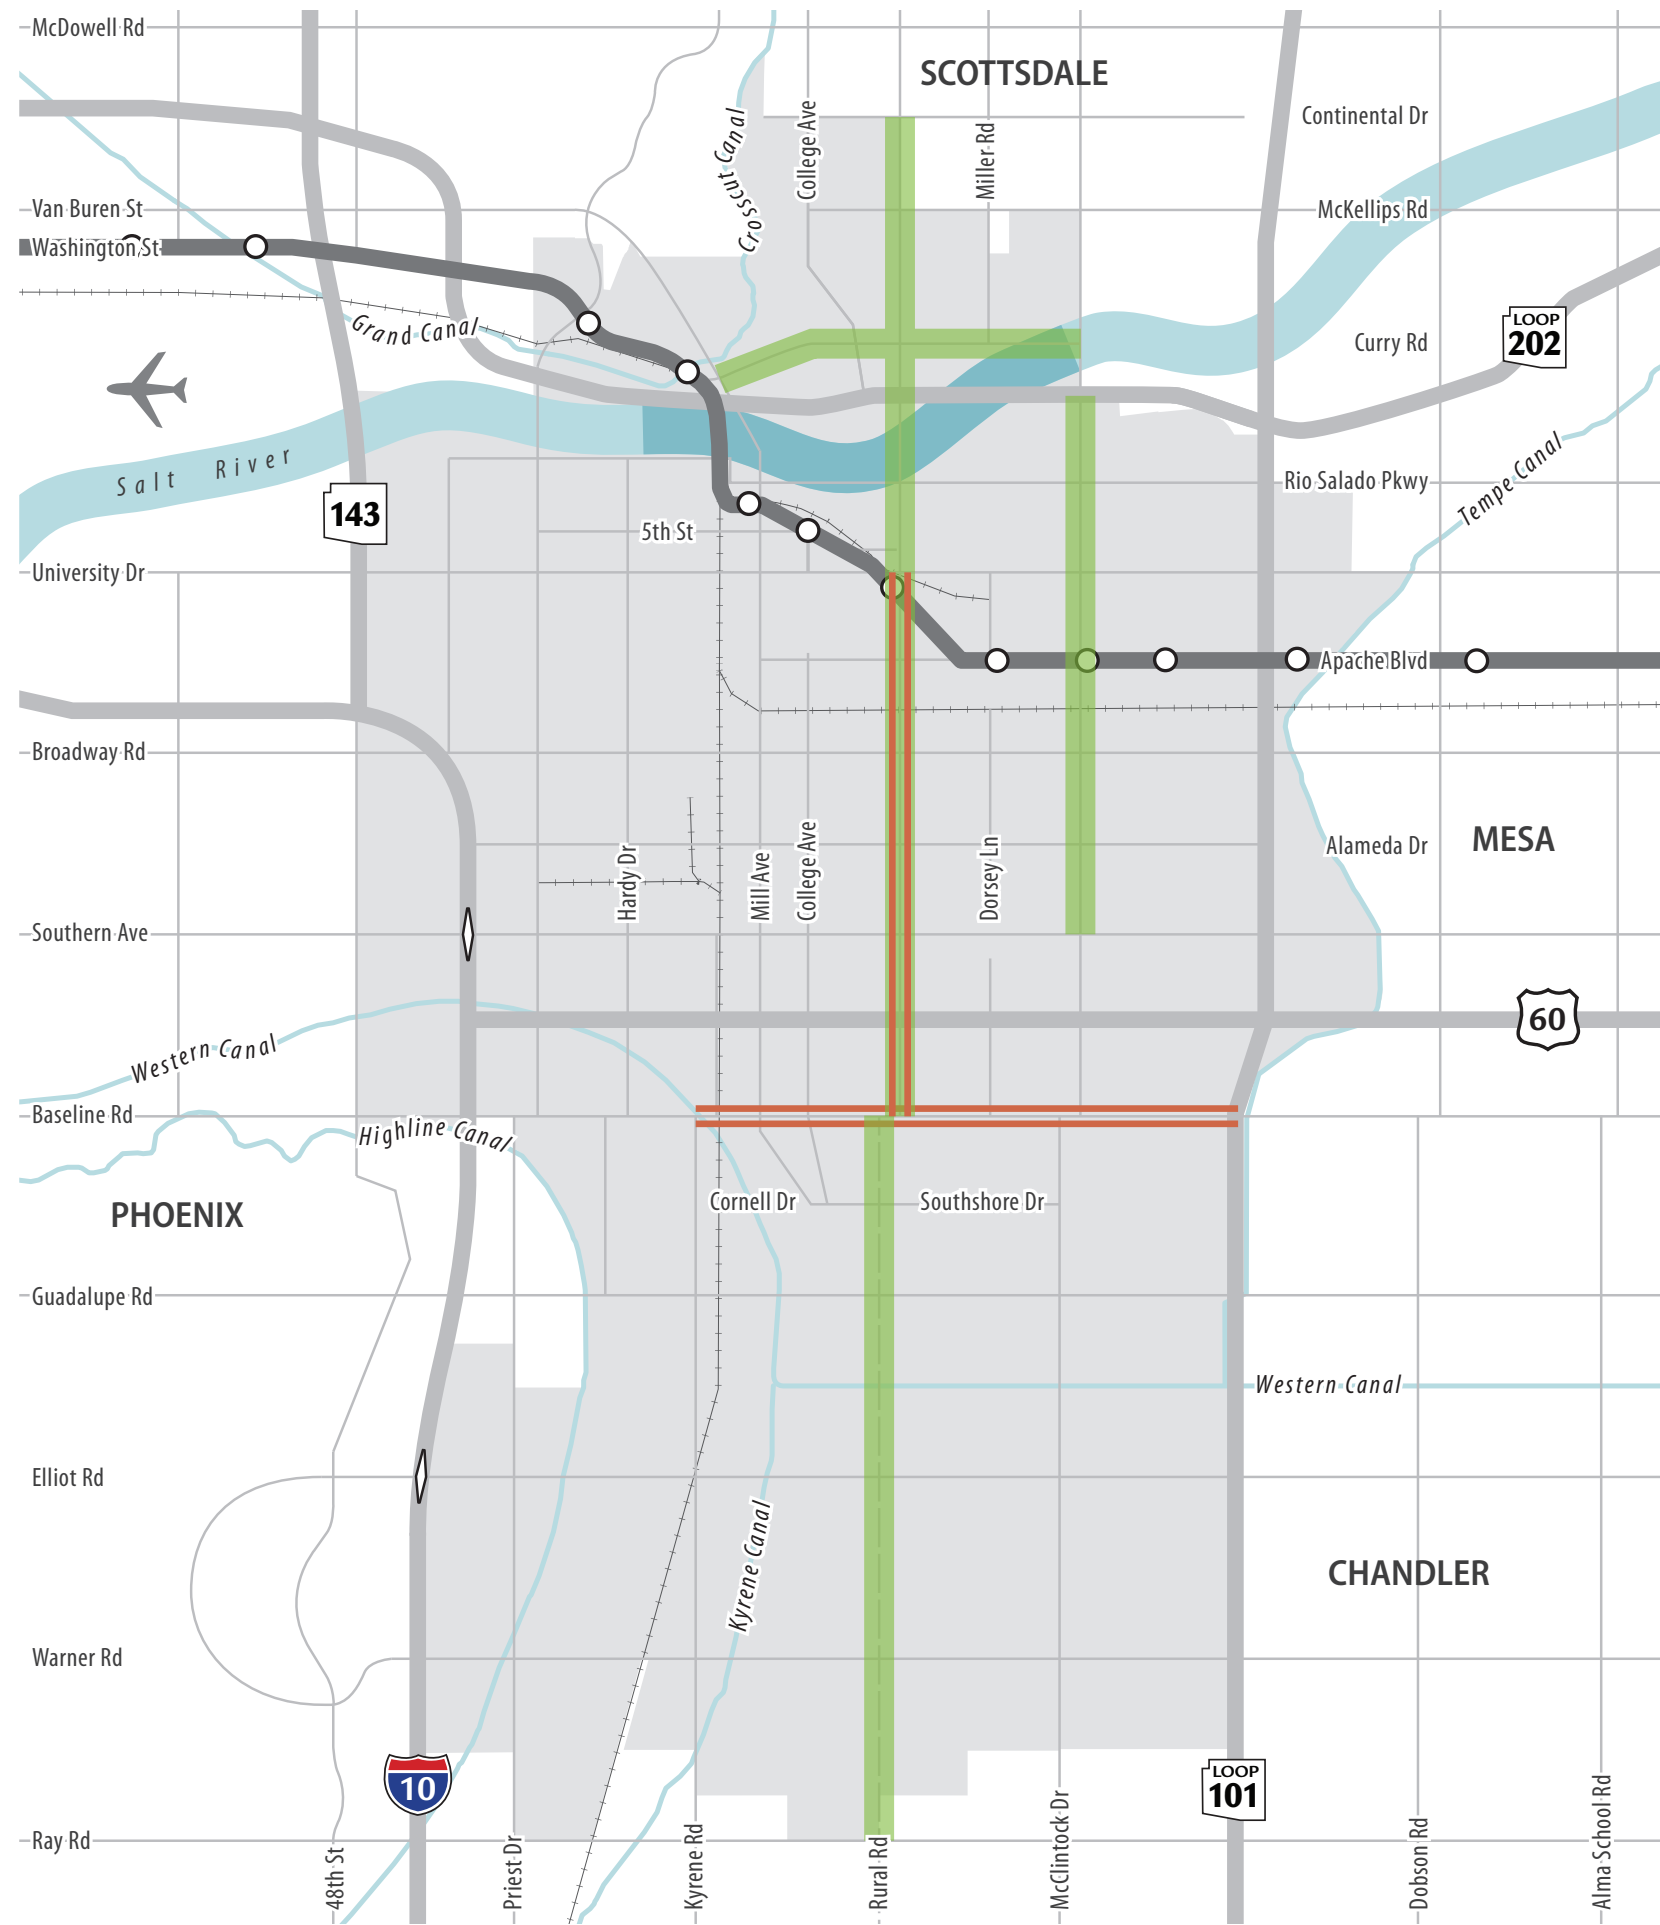 McDowell Rd
SCOTTSDALE
Continental Dr
Crosscut Canal
College Ave
Miller Rd
Van Buren St
McKellips Rd
Washington St
Grand Canal
LOOP
202
Curry Rd
Salt River
Rio Salado Pkwy
Tempe Canal
143
5th St
University Dr
Apache Blvd
Broadway Rd
Alameda Dr
MESA
Hardy Dr
Mill Ave
College Ave
Dorsey Ln
Southern Ave
60
Western Canal
Baseline Rd
Highline Canal
PHOENIX
Cornell Dr
Southshore Dr
Guadalupe Rd
Western Canal
Elliot Rd
Kyrene Canal
CHANDLER
Warner Rd
10
LOOP
101
Ray Rd
48th St
Priest Dr
Kyrene Rd
Rural Rd
McClintock Dr
Dobson Rd
Alma School Rd